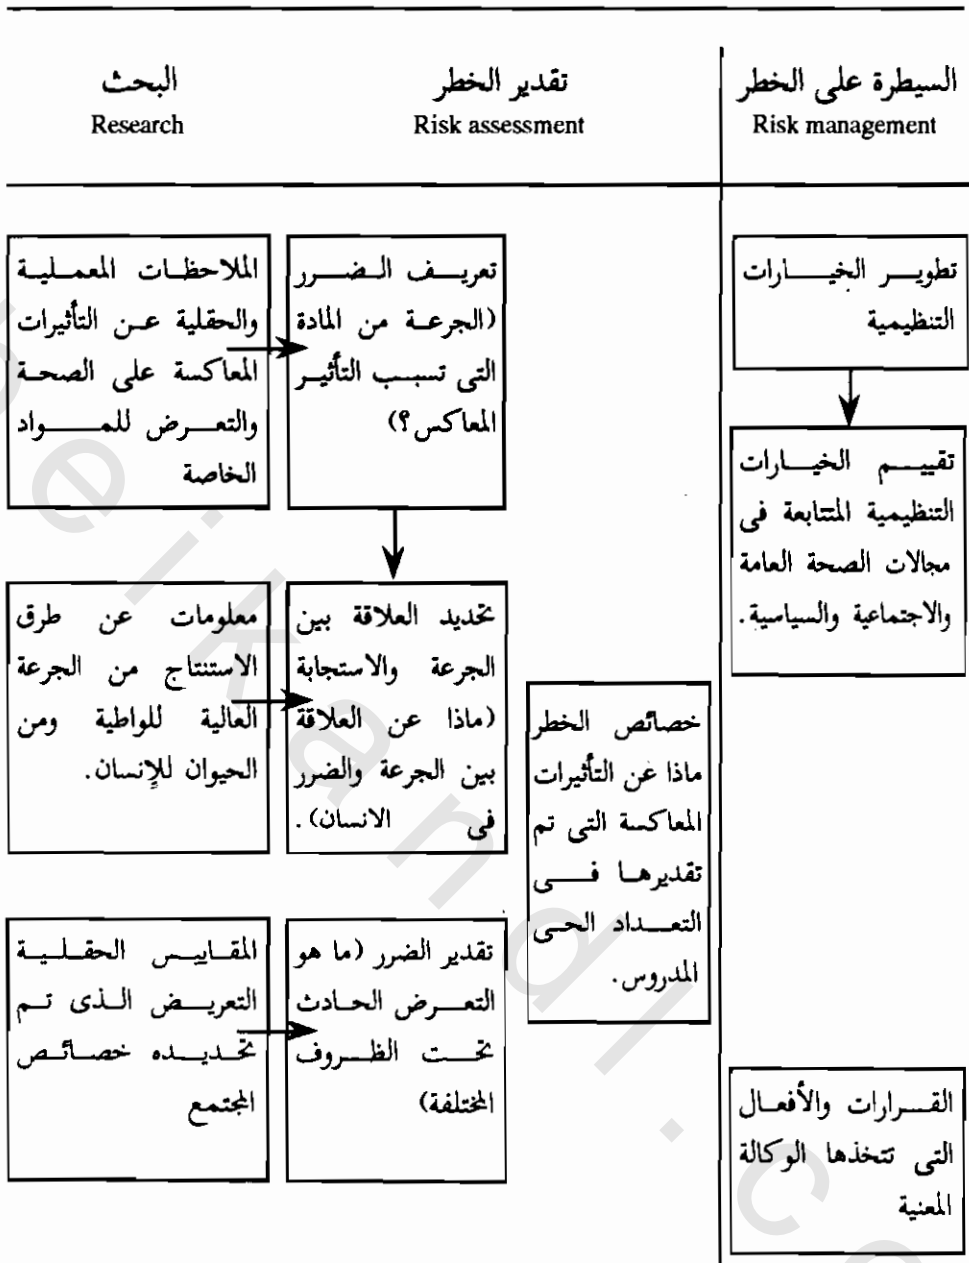 البحث
Research
تقدير الخطر
Risk assessment
السيطرة على الخطر
Risk management
الملاحظات المعملية
والحقلية عن التأثيرات
المعاكسة على الصحة
والتعرض للمواد
الخاصة
تعريف الضرر
(الجرعة من المادة
التى تسبب التأثير
المعاكس؟)
تطوير الخيارات
التنظيمية
تقييم الخيارات
التنظيمية المتتابعة فى
مجالات الصحة العامة
والاجتماعية والسياسية.
معلومات عن طرق
الاستنتاج من الجرعة
العالية للواطية ومن
الحيوان للإنسان.
تحديد العلاقة بين
الجرعة والاستجابة
(ماذا عن العلاقة
بين الجرعة والضرر
فى الانسان).
خصائص الخطر
ماذا عن التأثيرات
المعاكسة التى تم
تقديرها فى
التعداد الحى
المدروس.
المقاييس الحقلية
التعريض الذى تم
تحديده خصائص
المجتمع
تقدير الضرر (ما هو
التعرض الحادث
تحت الظروف
المختلفة)
القرارات والأفعال
التى تتخذها الوكالة
المعنية